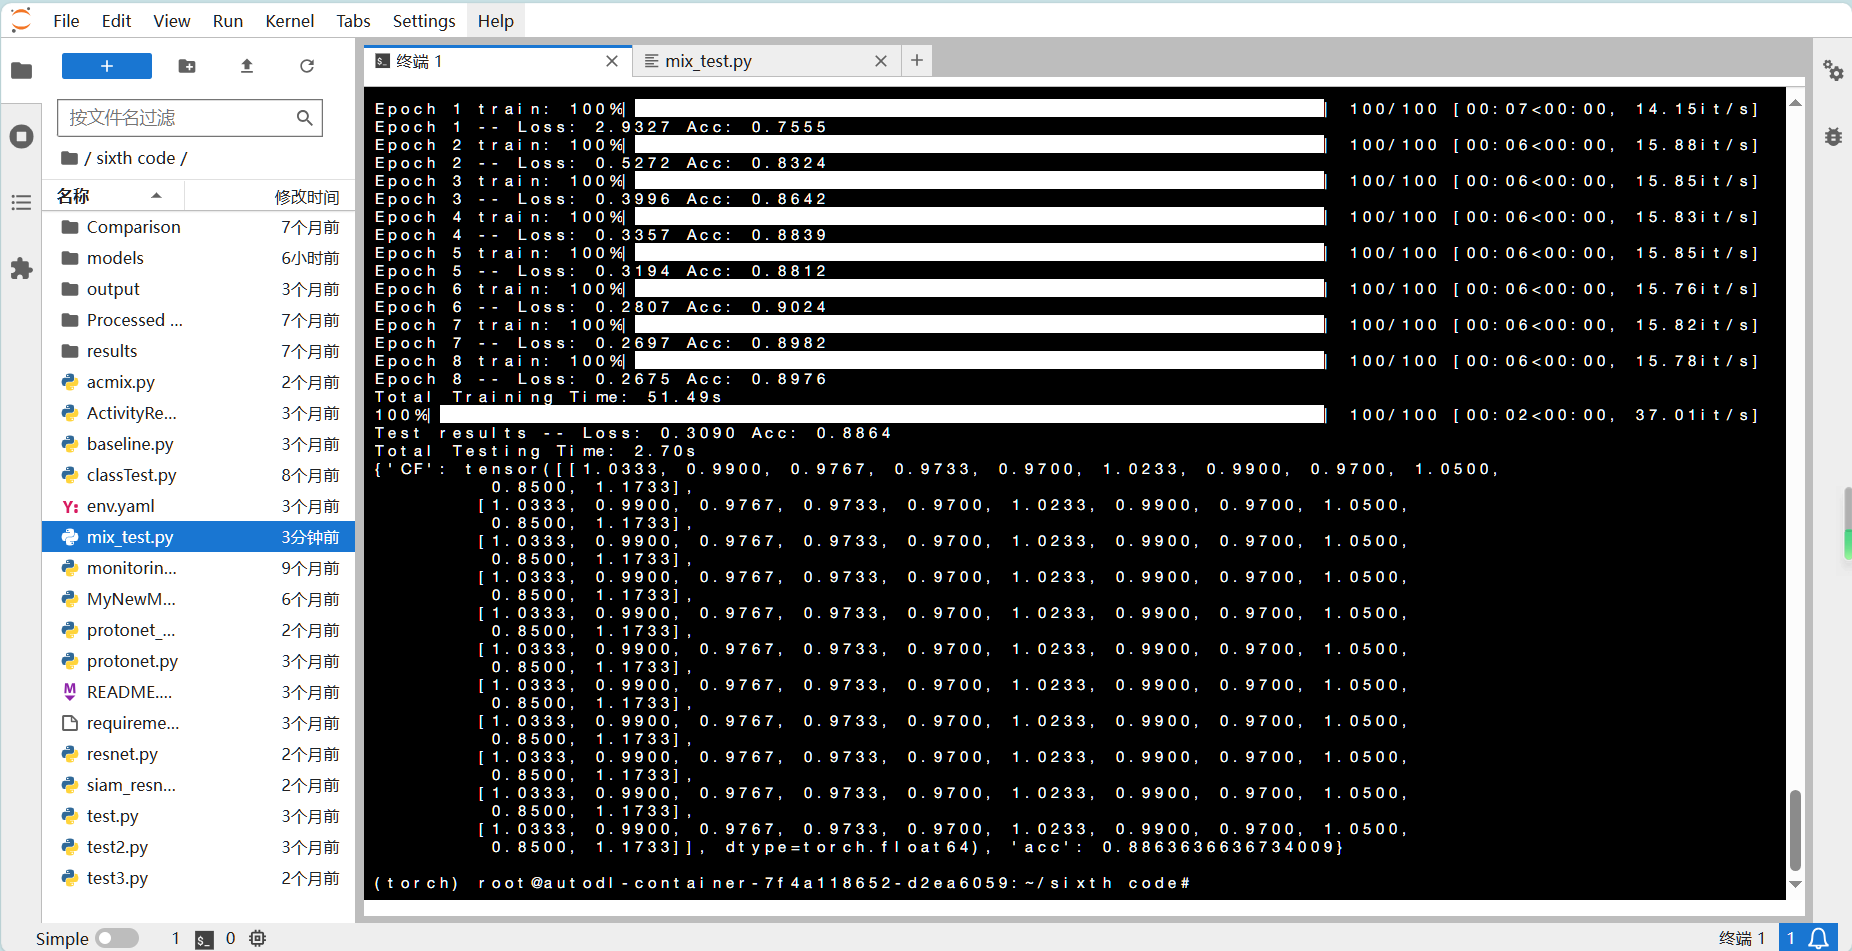 File Edit View Run Kernel Tabs Settings Help
终端 1
mix_test.py
按文件名过滤
/ sixth code /
名称 修改时间
Comparison 7个月前
models 6小时前
output 3个月前
Processed ... 7个月前
results 7个月前
acmix.py 2个月前
ActivityRe... 3个月前
baseline.py 3个月前
classTest.py 8个月前
env.yaml 3个月前
mix_test.py 3分钟前
monitorin... 9个月前
MyNewM... 6个月前
protonet_... 2个月前
protonet.py 3个月前
README.... 3个月前
requireme... 3个月前
resnet.py 2个月前
siam_resn... 2个月前
test.py 3个月前
test2.py 3个月前
test3.py 2个月前
Epoch 1 train: 100%| | 100/100 [00:07<00:00, 14.15it/s]
Epoch 1 -- Loss: 2.9327 Acc: 0.7555
Epoch 2 train: 100%| | 100/100 [00:06<00:00, 15.88it/s]
Epoch 2 -- Loss: 0.5272 Acc: 0.8324
Epoch 3 train: 100%| | 100/100 [00:06<00:00, 15.85it/s]
Epoch 3 -- Loss: 0.3996 Acc: 0.8642
Epoch 4 train: 100%| | 100/100 [00:06<00:00, 15.83it/s]
Epoch 4 -- Loss: 0.3357 Acc: 0.8839
Epoch 5 train: 100%| | 100/100 [00:06<00:00, 15.85it/s]
Epoch 5 -- Loss: 0.3194 Acc: 0.8812
Epoch 6 train: 100%| | 100/100 [00:06<00:00, 15.76it/s]
Epoch 6 -- Loss: 0.2807 Acc: 0.9024
Epoch 7 train: 100%| | 100/100 [00:06<00:00, 15.82it/s]
Epoch 7 -- Loss: 0.2697 Acc: 0.8982
Epoch 8 train: 100%| | 100/100 [00:06<00:00, 15.78it/s]
Epoch 8 -- Loss: 0.2675 Acc: 0.8976
Total Training Time: 51.49s
100%| | 100/100 [00:02<00:00, 37.01it/s]
Test results -- Loss: 0.3090 Acc: 0.8864
Total Testing Time: 2.70s
{'CF': tensor([[1.0333, 0.9900, 0.9767, 0.9733, 0.9700, 1.0233, 0.9900, 0.9700, 1.0500,
0.8500, 1.1733],
[1.0333, 0.9900, 0.9767, 0.9733, 0.9700, 1.0233, 0.9900, 0.9700, 1.0500,
0.8500, 1.1733],
[1.0333, 0.9900, 0.9767, 0.9733, 0.9700, 1.0233, 0.9900, 0.9700, 1.0500,
0.8500, 1.1733],
[1.0333, 0.9900, 0.9767, 0.9733, 0.9700, 1.0233, 0.9900, 0.9700, 1.0500,
0.8500, 1.1733],
[1.0333, 0.9900, 0.9767, 0.9733, 0.9700, 1.0233, 0.9900, 0.9700, 1.0500,
0.8500, 1.1733],
[1.0333, 0.9900, 0.9767, 0.9733, 0.9700, 1.0233, 0.9900, 0.9700, 1.0500,
0.8500, 1.1733],
[1.0333, 0.9900, 0.9767, 0.9733, 0.9700, 1.0233, 0.9900, 0.9700, 1.0500,
0.8500, 1.1733],
[1.0333, 0.9900, 0.9767, 0.9733, 0.9700, 1.0233, 0.9900, 0.9700, 1.0500,
0.8500, 1.1733],
[1.0333, 0.9900, 0.9767, 0.9733, 0.9700, 1.0233, 0.9900, 0.9700, 1.0500,
0.8500, 1.1733],
[1.0333, 0.9900, 0.9767, 0.9733, 0.9700, 1.0233, 0.9900, 0.9700, 1.0500,
0.8500, 1.1733],
[1.0333, 0.9900, 0.9767, 0.9733, 0.9700, 1.0233, 0.9900, 0.9700, 1.0500,
0.8500, 1.1733]], dtype=torch.float64), 'acc': 0.8863636636734009}
(torch) root@autodl-container-7f4a118652-d2ea6059:~/sixth code#
Simple 1 0 终端 1 1